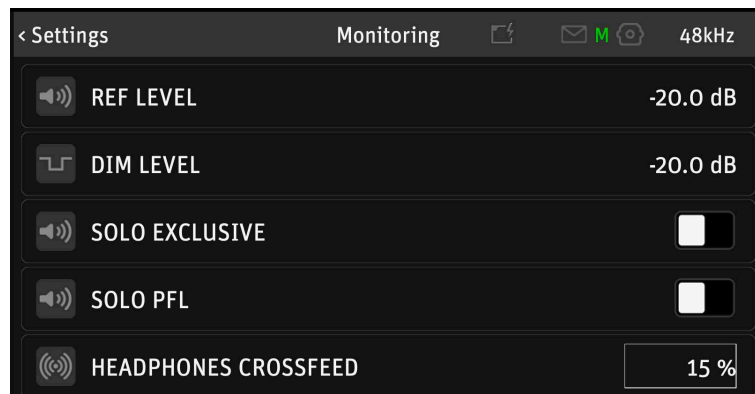 < Settings Monitoring M 48kHz
REF LEVEL -20.0 dB
DIM LEVEL -20.0 dB
SOLO EXCLUSIVE
SOLO PFL
HEADPHONES CROSSFEED 15 %